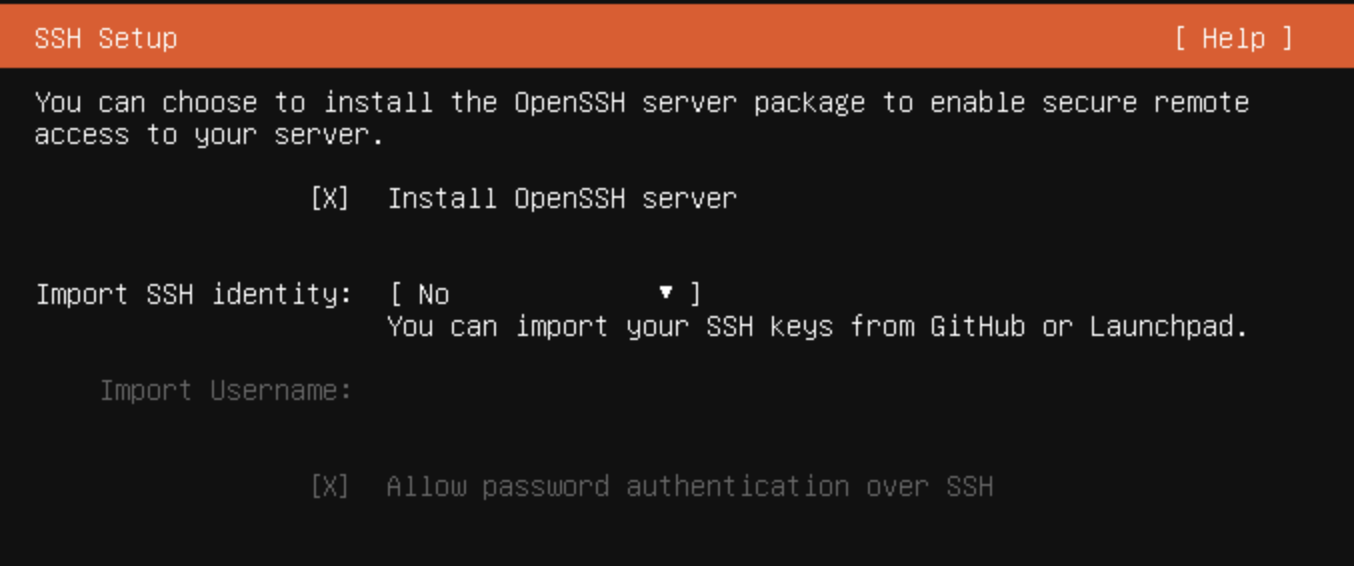 SSH Setup [ Help ]
You can choose to install the OpenSSH server package to enable secure remote
access to your server.
[X] Install OpenSSH server
Import SSH identity: [ No ▼ ]
You can import your SSH keys from GitHub or Launchpad.
Import Username:
[X] Allow password authentication over SSH